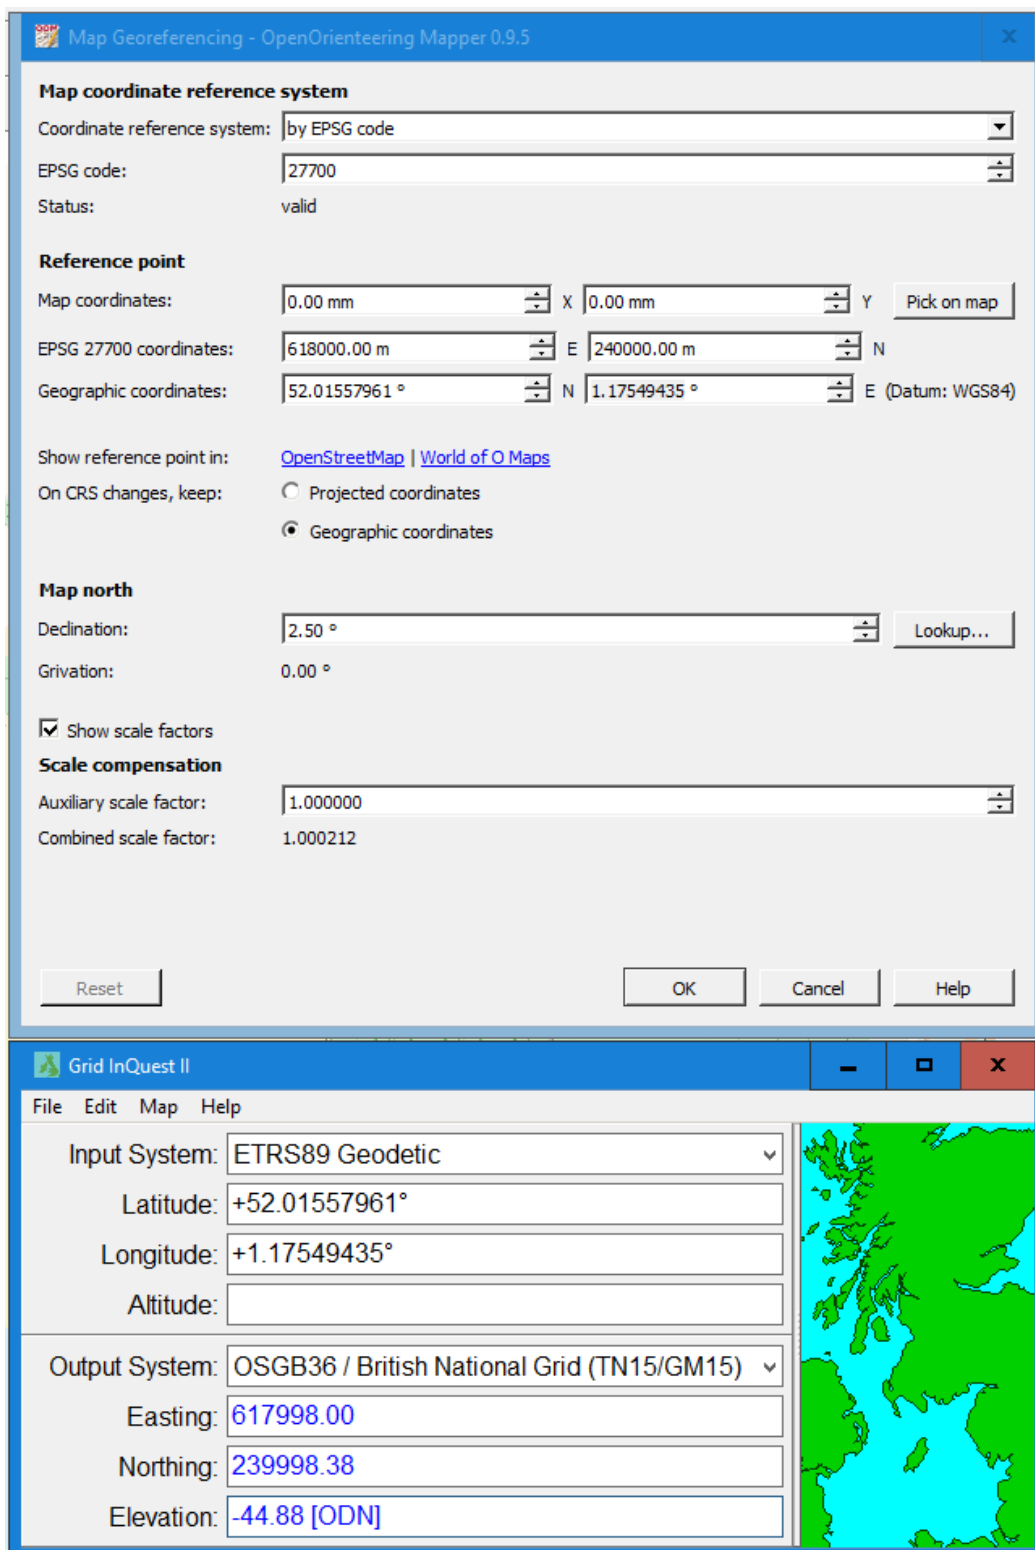 Map Georeferencing - OpenOrienteering Mapper 0.9.5
Map coordinate reference system
Coordinate reference system: by EPSG code
EPSG code: 27700
Status: valid
Reference point
Map coordinates: 0.00 mm X 0.00 mm Y Pick on map
EPSG 27700 coordinates: 618000.00 m E 240000.00 m N
Geographic coordinates: 52.01557961 ° N 1.17549435 ° E (Datum: WGS84)
Show reference point in: OpenStreetMap | World of O Maps
On CRS changes, keep: Projected coordinates
Geographic coordinates
Map north
Declination: 2.50 ° Lookup...
Grivation: 0.00 °
Show scale factors
Scale compensation
Auxiliary scale factor: 1.000000
Combined scale factor: 1.000212
Reset OK Cancel Help
Grid InQuest II
File Edit Map Help
Input System: ETRS89 Geodetic
Latitude: +52.01557961°
Longitude: +1.17549435°
Altitude:
Output System: OSGB36 / British National Grid (TN15/GM15)
Easting: 617998.00
Northing: 239998.38
Elevation: -44.88 [ODN]